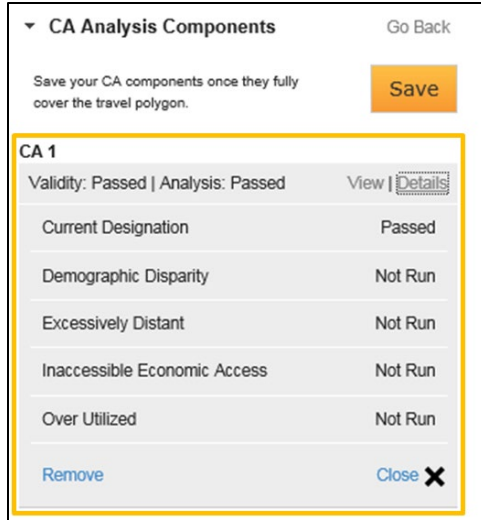 CA Analysis Components Go Back
Save your CA components once they fully
cover the travel polygon.
Save
CA 1
Validity: Passed | Analysis: Passed View | Details
Current Designation Passed
Demographic Disparity Not Run
Excessively Distant Not Run
Inaccessible Economic Access Not Run
Over Utilized Not Run
Remove Close